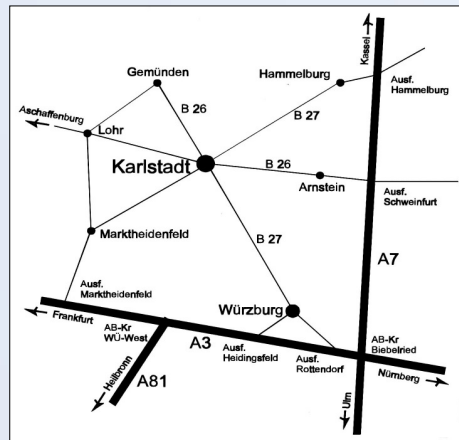 Kassel
Gemünden
Hammelburg
Ausf.
Hammelburg
B 26
B 27
Aschaffenburg
Lohr
Karlstadt
B 26
Arnstein
Ausf.
Schweinfurt
Marktheidenfeld
B 27
A7
Ausf.
Marktheidenfeld
Würzburg
Frankfurt
AB-Kr
WÜ-West
A3
Ausf.
Heidingsfeld
Ausf.
Rottendorf
AB-Kr
Biebelried
Nürnberg
Heilbronn
A81
Ulm